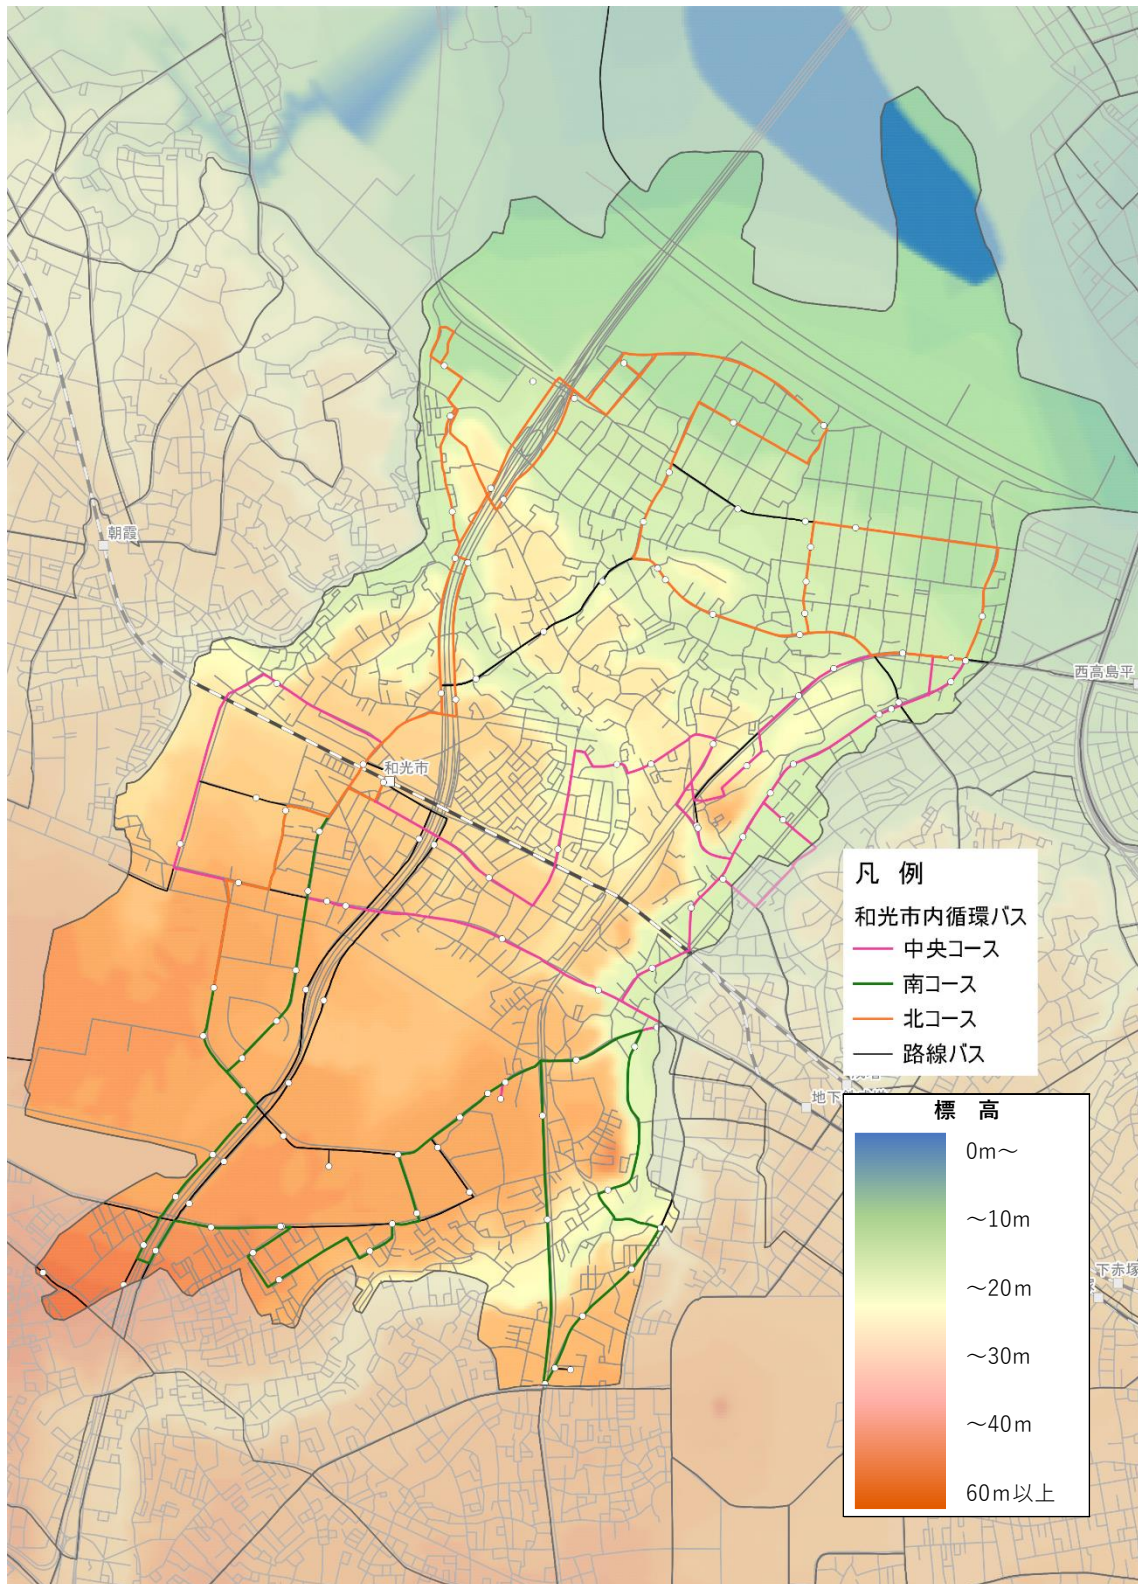 朝霞
西高島平
和光市
凡 例
和光市内循環バス
中央コース
南コース
北コース
路線バス
地下
標 高
0m～
～10m
～20m
～30m
～40m
60m以上
下赤塚